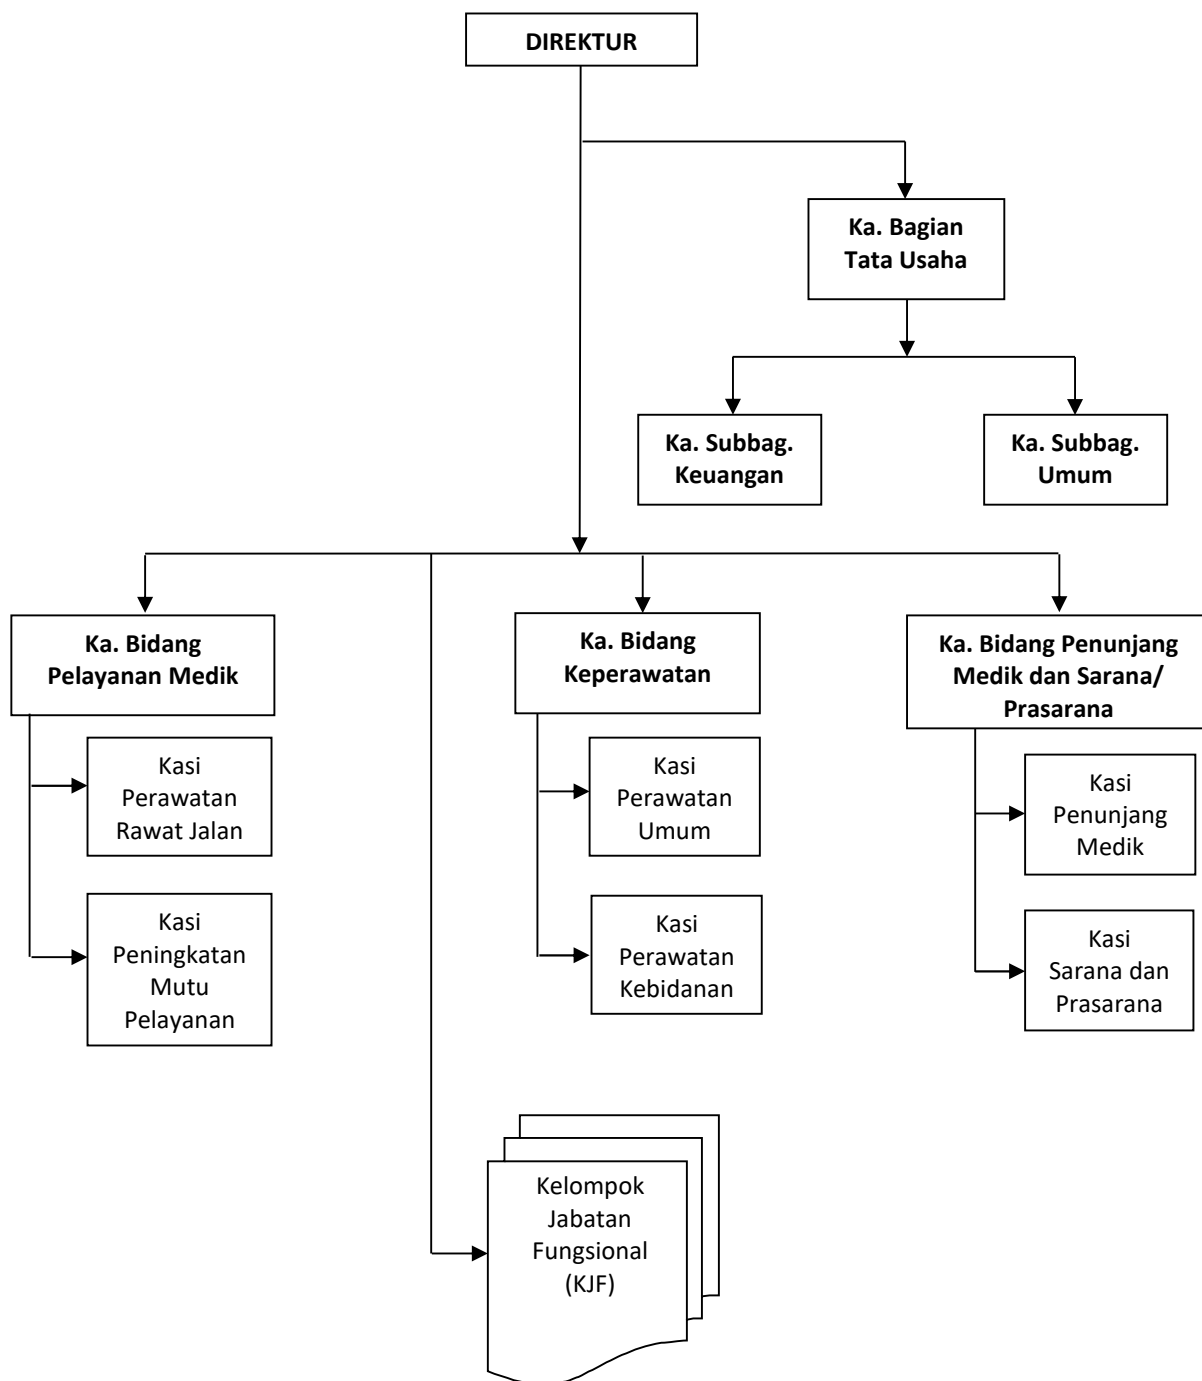 DIREKTUR
Ka. Bagian
Tata Usaha
Ka. Subbag.
Keuangan
Ka. Subbag.
Umum
Ka. Bidang
Pelayanan Medik
Ka. Bidang
Keperawatan
Ka. Bidang Penunjang
Medik dan Sarana/
Prasarana
Kasi
Perawatan
Rawat Jalan
Kasi
Perawatan
Umum
Kasi
Penunjang
Medik
Kasi
Peningkatan
Mutu
Pelayanan
Kasi
Perawatan
Kebidanan
Kasi
Sarana dan
Prasarana
Kelompok
Jabatan
Fungsional
(KJF)